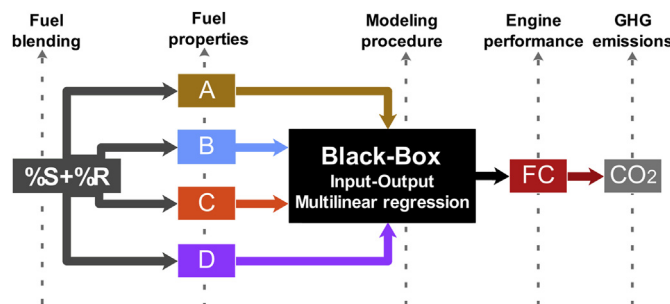 Fuel
blending
Fuel
properties
Modeling
procedure
Engine
performance
GHG
emissions
A
B
C
D
%S+%R
Black-Box
Input-Output
Multilinear regression
FC
CO₂